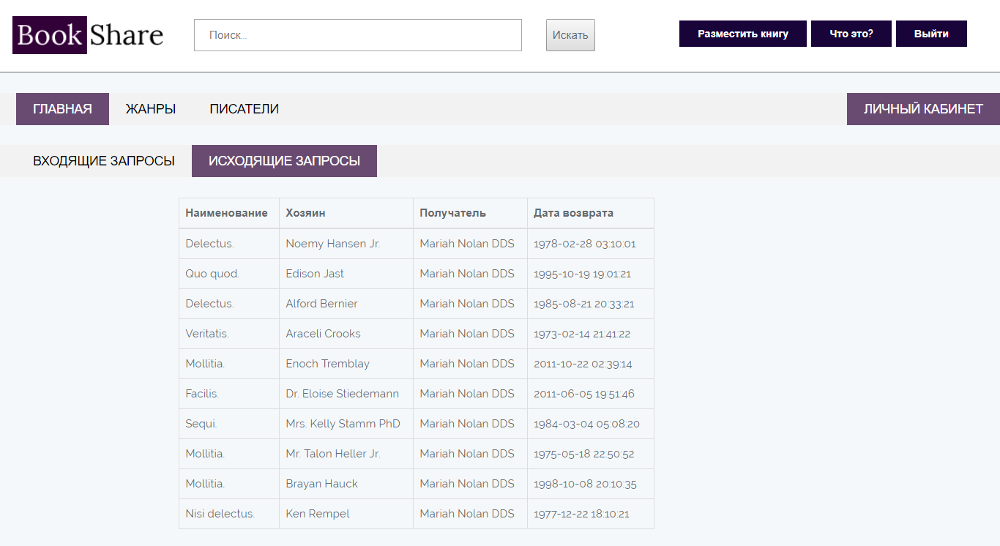 Book Share
Поиск...
Искать
Разместить книгу
Что это?
Выйти
ГЛАВНАЯ ЖАНРЫ ПИСАТЕЛИ ЛИЧНЫЙ КАБИНЕТ
ВХОДЯЩИЕ ЗАПРОСЫ ИСХОДЯЩИЕ ЗАПРОСЫ
Наименование Хозяин Получатель Дата возврата
Delectus. Noemy Hansen Jr. Mariah Nolan DDS 1978-02-28 03:10:01
Quo quod. Edison Jast Mariah Nolan DDS 1995-10-19 19:01:21
Delectus. Alford Bernier Mariah Nolan DDS 1985-08-21 20:33:21
Veritatis. Araceli Crooks Mariah Nolan DDS 1973-02-14 21:41:22
Mollitia. Enoch Tremblay Mariah Nolan DDS 2011-10-22 02:39:14
Facilis. Dr. Eloise Stiedemann Mariah Nolan DDS 2011-06-05 19:51:46
Sequi. Mrs. Kelly Stamm PhD Mariah Nolan DDS 1984-03-04 05:08:20
Mollitia. Mr. Talon Heller Jr. Mariah Nolan DDS 1975-05-18 22:50:52
Mollitia. Brayan Hauck Mariah Nolan DDS 1998-10-08 20:10:35
Nisi delectus. Ken Rempel Mariah Nolan DDS 1977-12-22 18:10:21